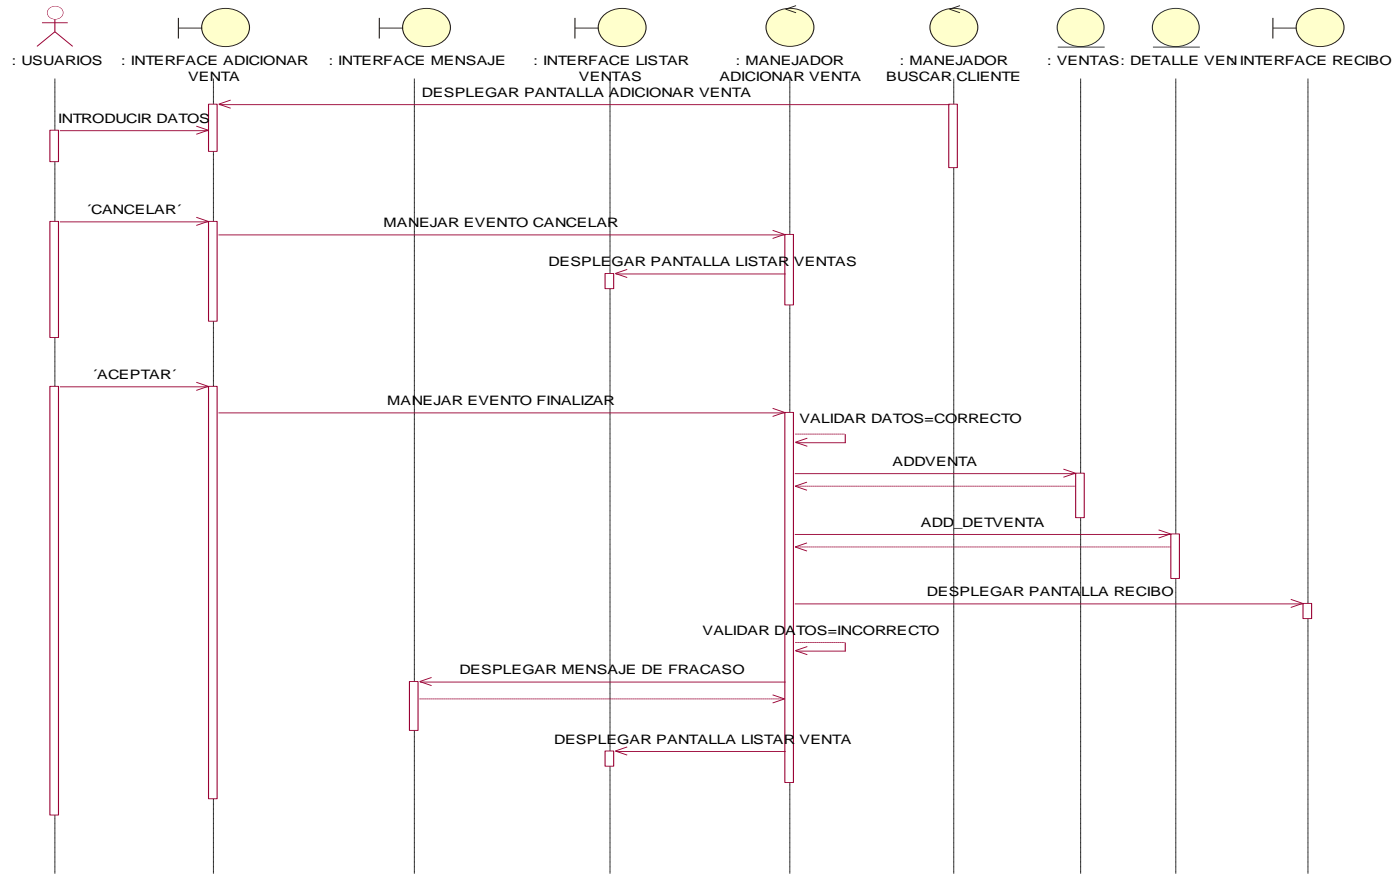 : USUARIOS
: INTERFACE ADICIONAR
VENTA
: INTERFACE MENSAJE
: INTERFACE LISTAR
VENTAS
: MANEJADOR
ADICIONAR VENTA
: MANEJADOR
BUSCAR CLIENTE
: VENTAS
: DETALLE VEN
INTERFACE RECIBO
DESPLEGAR PANTALLA ADICIONAR VENTA
INTRODUCIR DATOS
´CANCELAR´
MANEJAR EVENTO CANCELAR
DESPLEGAR PANTALLA LISTAR VENTAS
´ACEPTAR´
MANEJAR EVENTO FINALIZAR
VALIDAR DATOS=CORRECTO
ADDVENTA
ADD_DETVENTA
DESPLEGAR PANTALLA RECIBO
VALIDAR DATOS=INCORRECTO
DESPLEGAR MENSAJE DE FRACASO
DESPLEGAR PANTALLA LISTAR VENTA